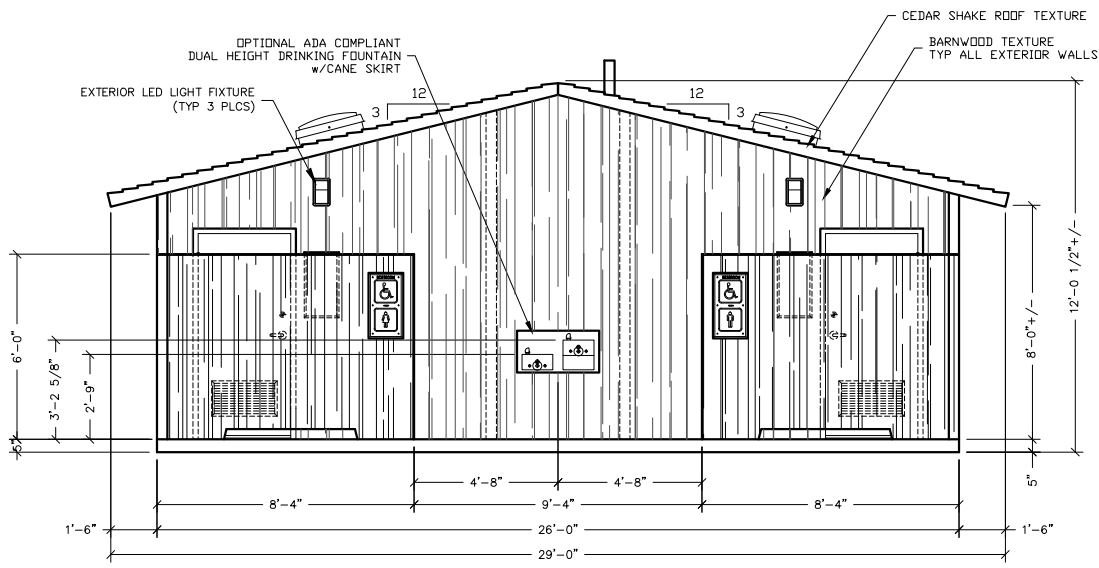 CEDAR SHAKE ROOF TEXTURE
OPTIONAL ADA COMPLIANT
DUAL HEIGHT DRINKING FOUNTAIN
w/CANE SKIRT
BARNWOOD TEXTURE
TYP ALL EXTERIOR WALLS
EXTERIOR LED LIGHT FIXTURE
(TYP 3 PLCS)
12
3
12
3
12'-0 1/2"+/-
8'-0"+/-
6'-0"
3'-2 5/8"
2'-9"
5"
5"
4'-8"
4'-8"
8'-4"
9'-4"
8'-4"
1'-6"
26'-0"
1'-6"
29'-0"